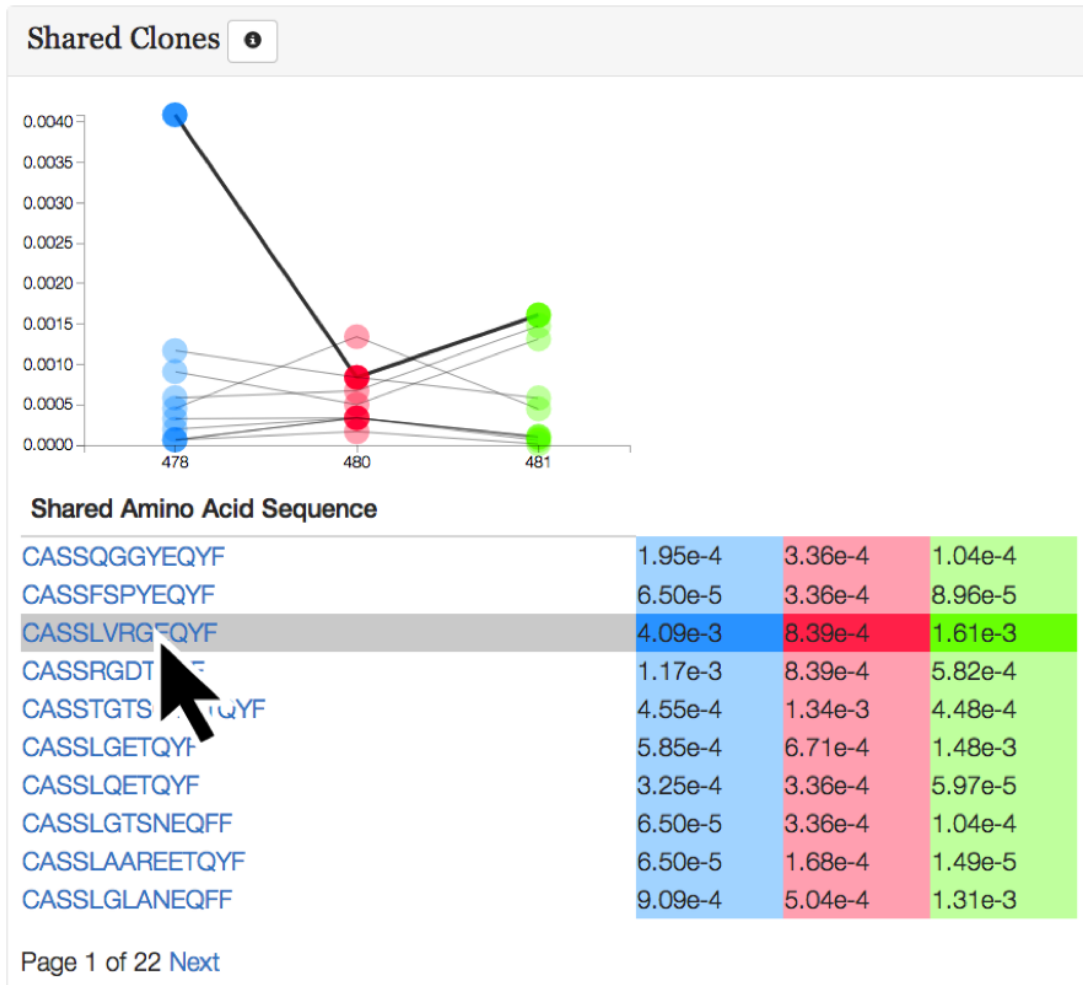 Shared Clones
0.0040
0.0035
0.0030
0.0025
0.0020
0.0015
0.0010
0.0005
0.0000
478 480 481
Shared Amino Acid Sequence
CASSQGGYEQYF 1.95e-4 3.36e-4 1.04e-4
CASSFSPYEQYF 6.50e-5 3.36e-4 8.96e-5
CASSLVRGEQYF 4.09e-3 8.39e-4 1.61e-3
1.17e-3 8.39e-4 5.82e-4
4.55e-4 1.34e-3 4.48e-4
CASSLGETQYF 5.85e-4 6.71e-4 1.48e-3
CASSLQETQYF 3.25e-4 3.36e-4 5.97e-5
CASSLGTSNEQFF 6.50e-5 3.36e-4 1.04e-4
CASSLAAREETQYF 6.50e-5 1.68e-4 1.49e-5
CASSLGLANEQFF 9.09e-4 5.04e-4 1.31e-3
Page 1 of 22 Next